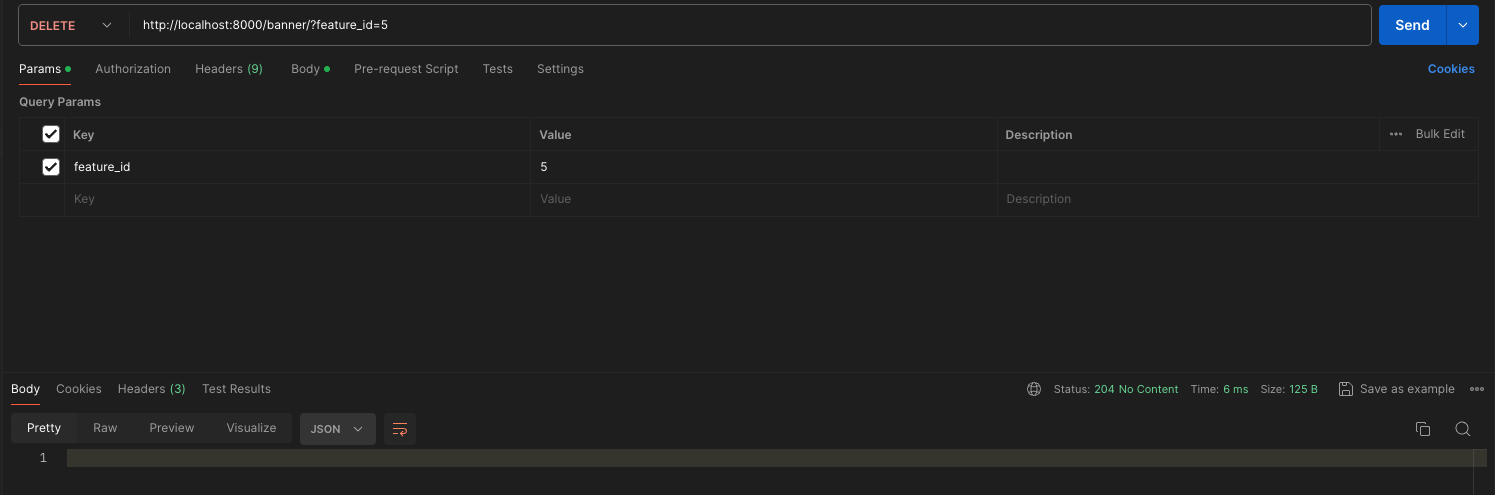 DELETE http://localhost:8000/banner/?feature_id=5 Send
Params Authorization Headers (9) Body Pre-request Script Tests Settings Cookies
Query Params
Key Value Description Bulk Edit
feature_id 5
Key Value Description
Body Cookies Headers (3) Test Results Status: 204 No Content Time: 6 ms Size: 125 B Save as example
Pretty Raw Preview Visualize JSON
1